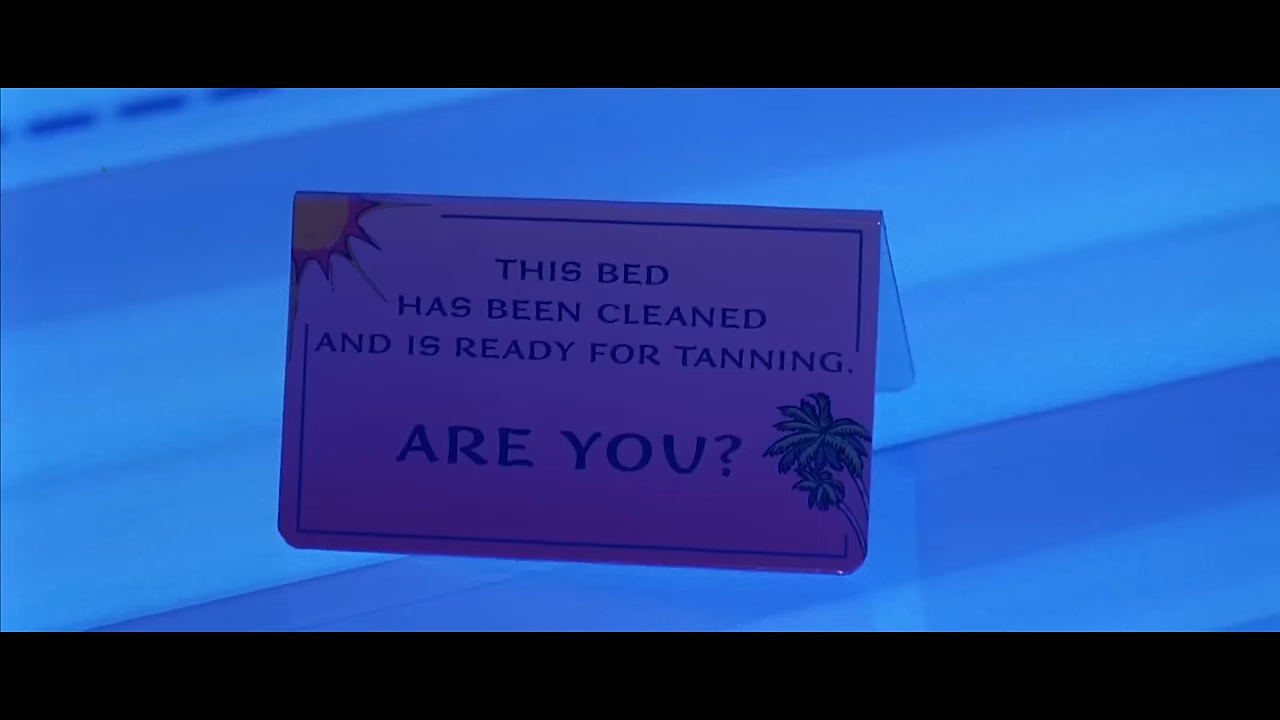 THIS BED
HAS BEEN CLEANED
AND IS READY FOR TANNING.
ARE YOU?